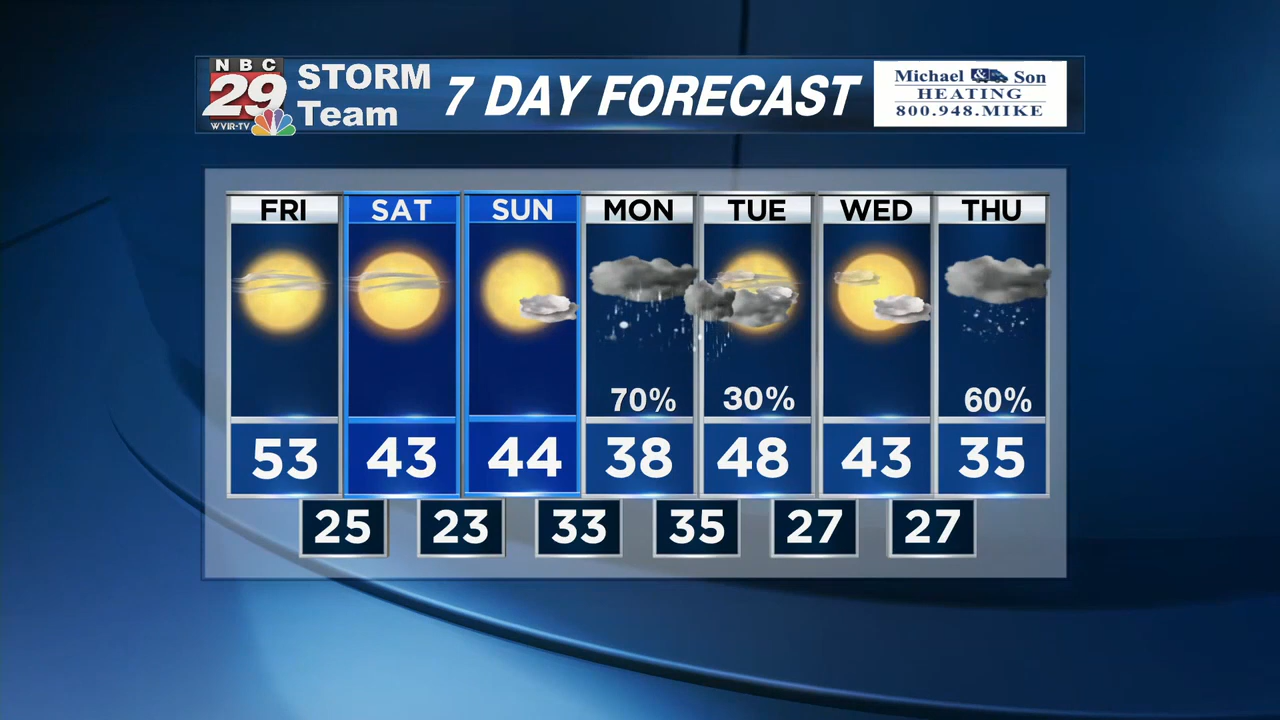 NBC
29
WVIR-TV
STORM
Team
7 DAY FORECAST
Michael & Son
HEATING
800.948.MIKE
FRI SAT SUN MON TUE WED THU
70% 30% 60%
53 43 44 38 48 43 35
25 23 33 35 27 27